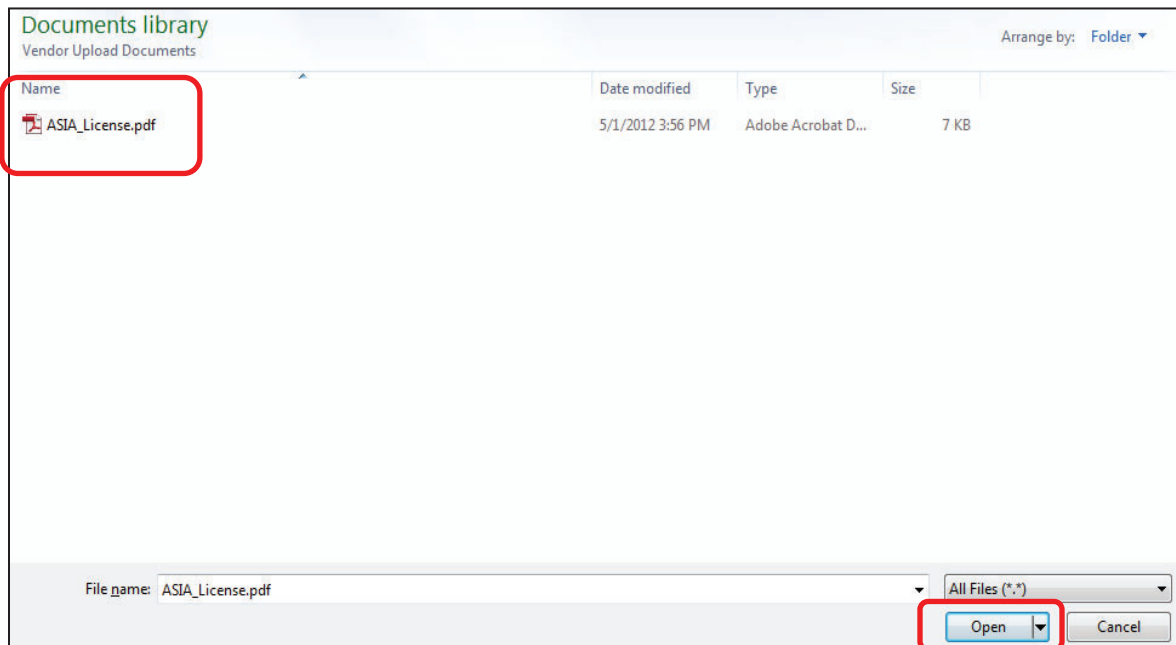 Documents library
Vendor Upload Documents
Arrange by: Folder
Name Date modified Type Size
ASIA_License.pdf 5/1/2012 3:56 PM Adobe Acrobat D... 7 KB
File name: ASIA_License.pdf All Files (*.*)
Open Cancel